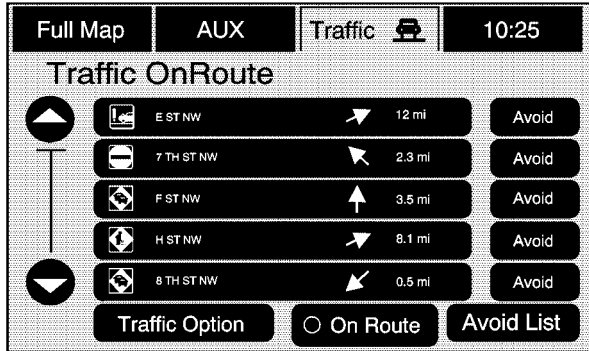 Full Map AUX Traffic 10:25
Traffic OnRoute
E ST NW 12 mi Avoid
7 TH ST NW 2.3 mi Avoid
F ST NW 3.5 mi Avoid
H ST NW 8.1 mi Avoid
8 TH ST NW 0.5 mi Avoid
Traffic Option On Route Avoid List